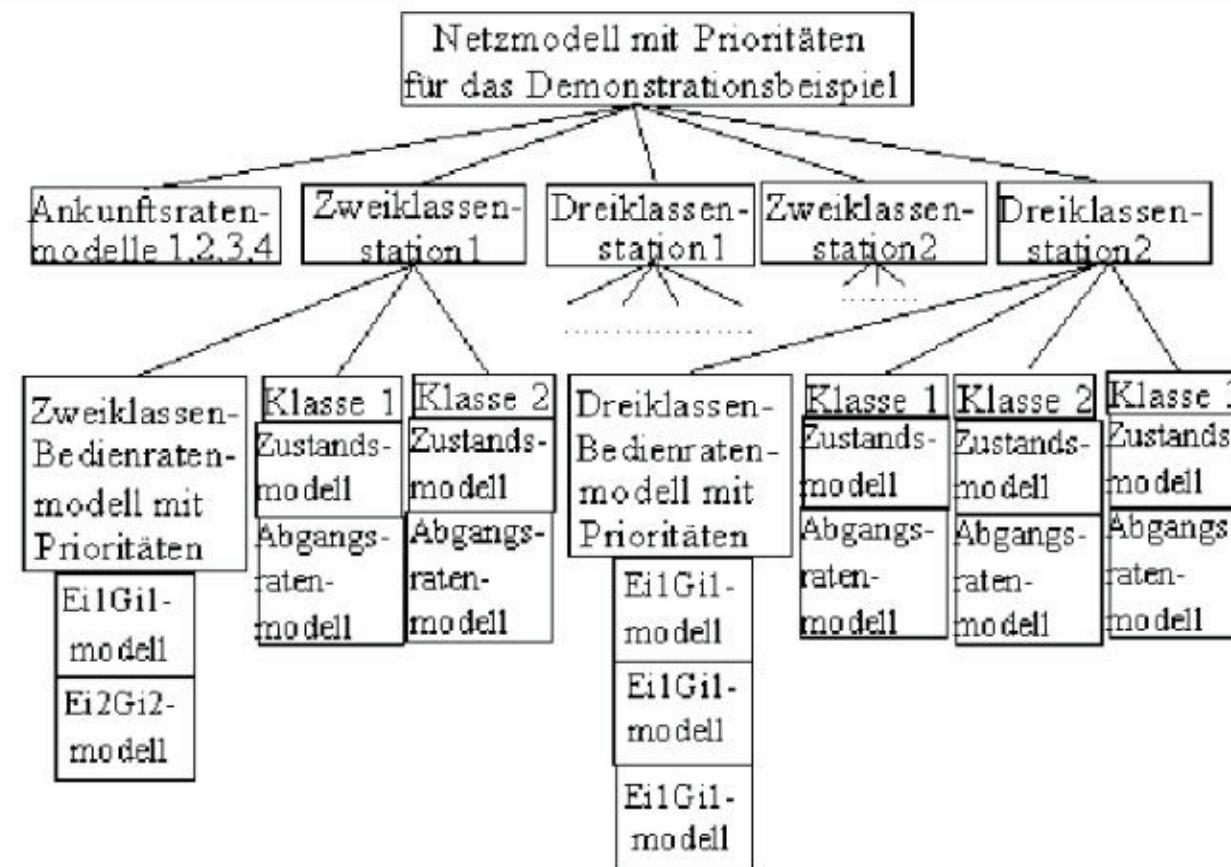 Netzmodell mit Prioritäten
für das Demonstrationsbeispiel
Ankunftsraten-
modelle 1,2,3,4
Zweiklassen-
station1
Dreiklassen-
station1
Zweiklassen-
station2
Dreiklassen-
station2
Zweiklassen-
Bedienraten-
modell mit
Prioritäten
Ei1Gi1-
modell
Ei2Gi2-
modell
Klasse 1
Zustands-
modell
Abgangs-
raten-
modell
Klasse 2
Zustands-
modell
Abgangs-
raten-
modell
Dreiklassen-
Bedienraten-
modell mit
Prioritäten
Ei1Gi1-
modell
Ei1Gi1-
modell
Ei1Gi1-
modell
Klasse 1
Zustands-
modell
Abgangs-
raten-
modell
Klasse 2
Zustands-
modell
Abgangs-
raten-
modell
Klasse
Zustands
modell
Abgangs
raten-
modell